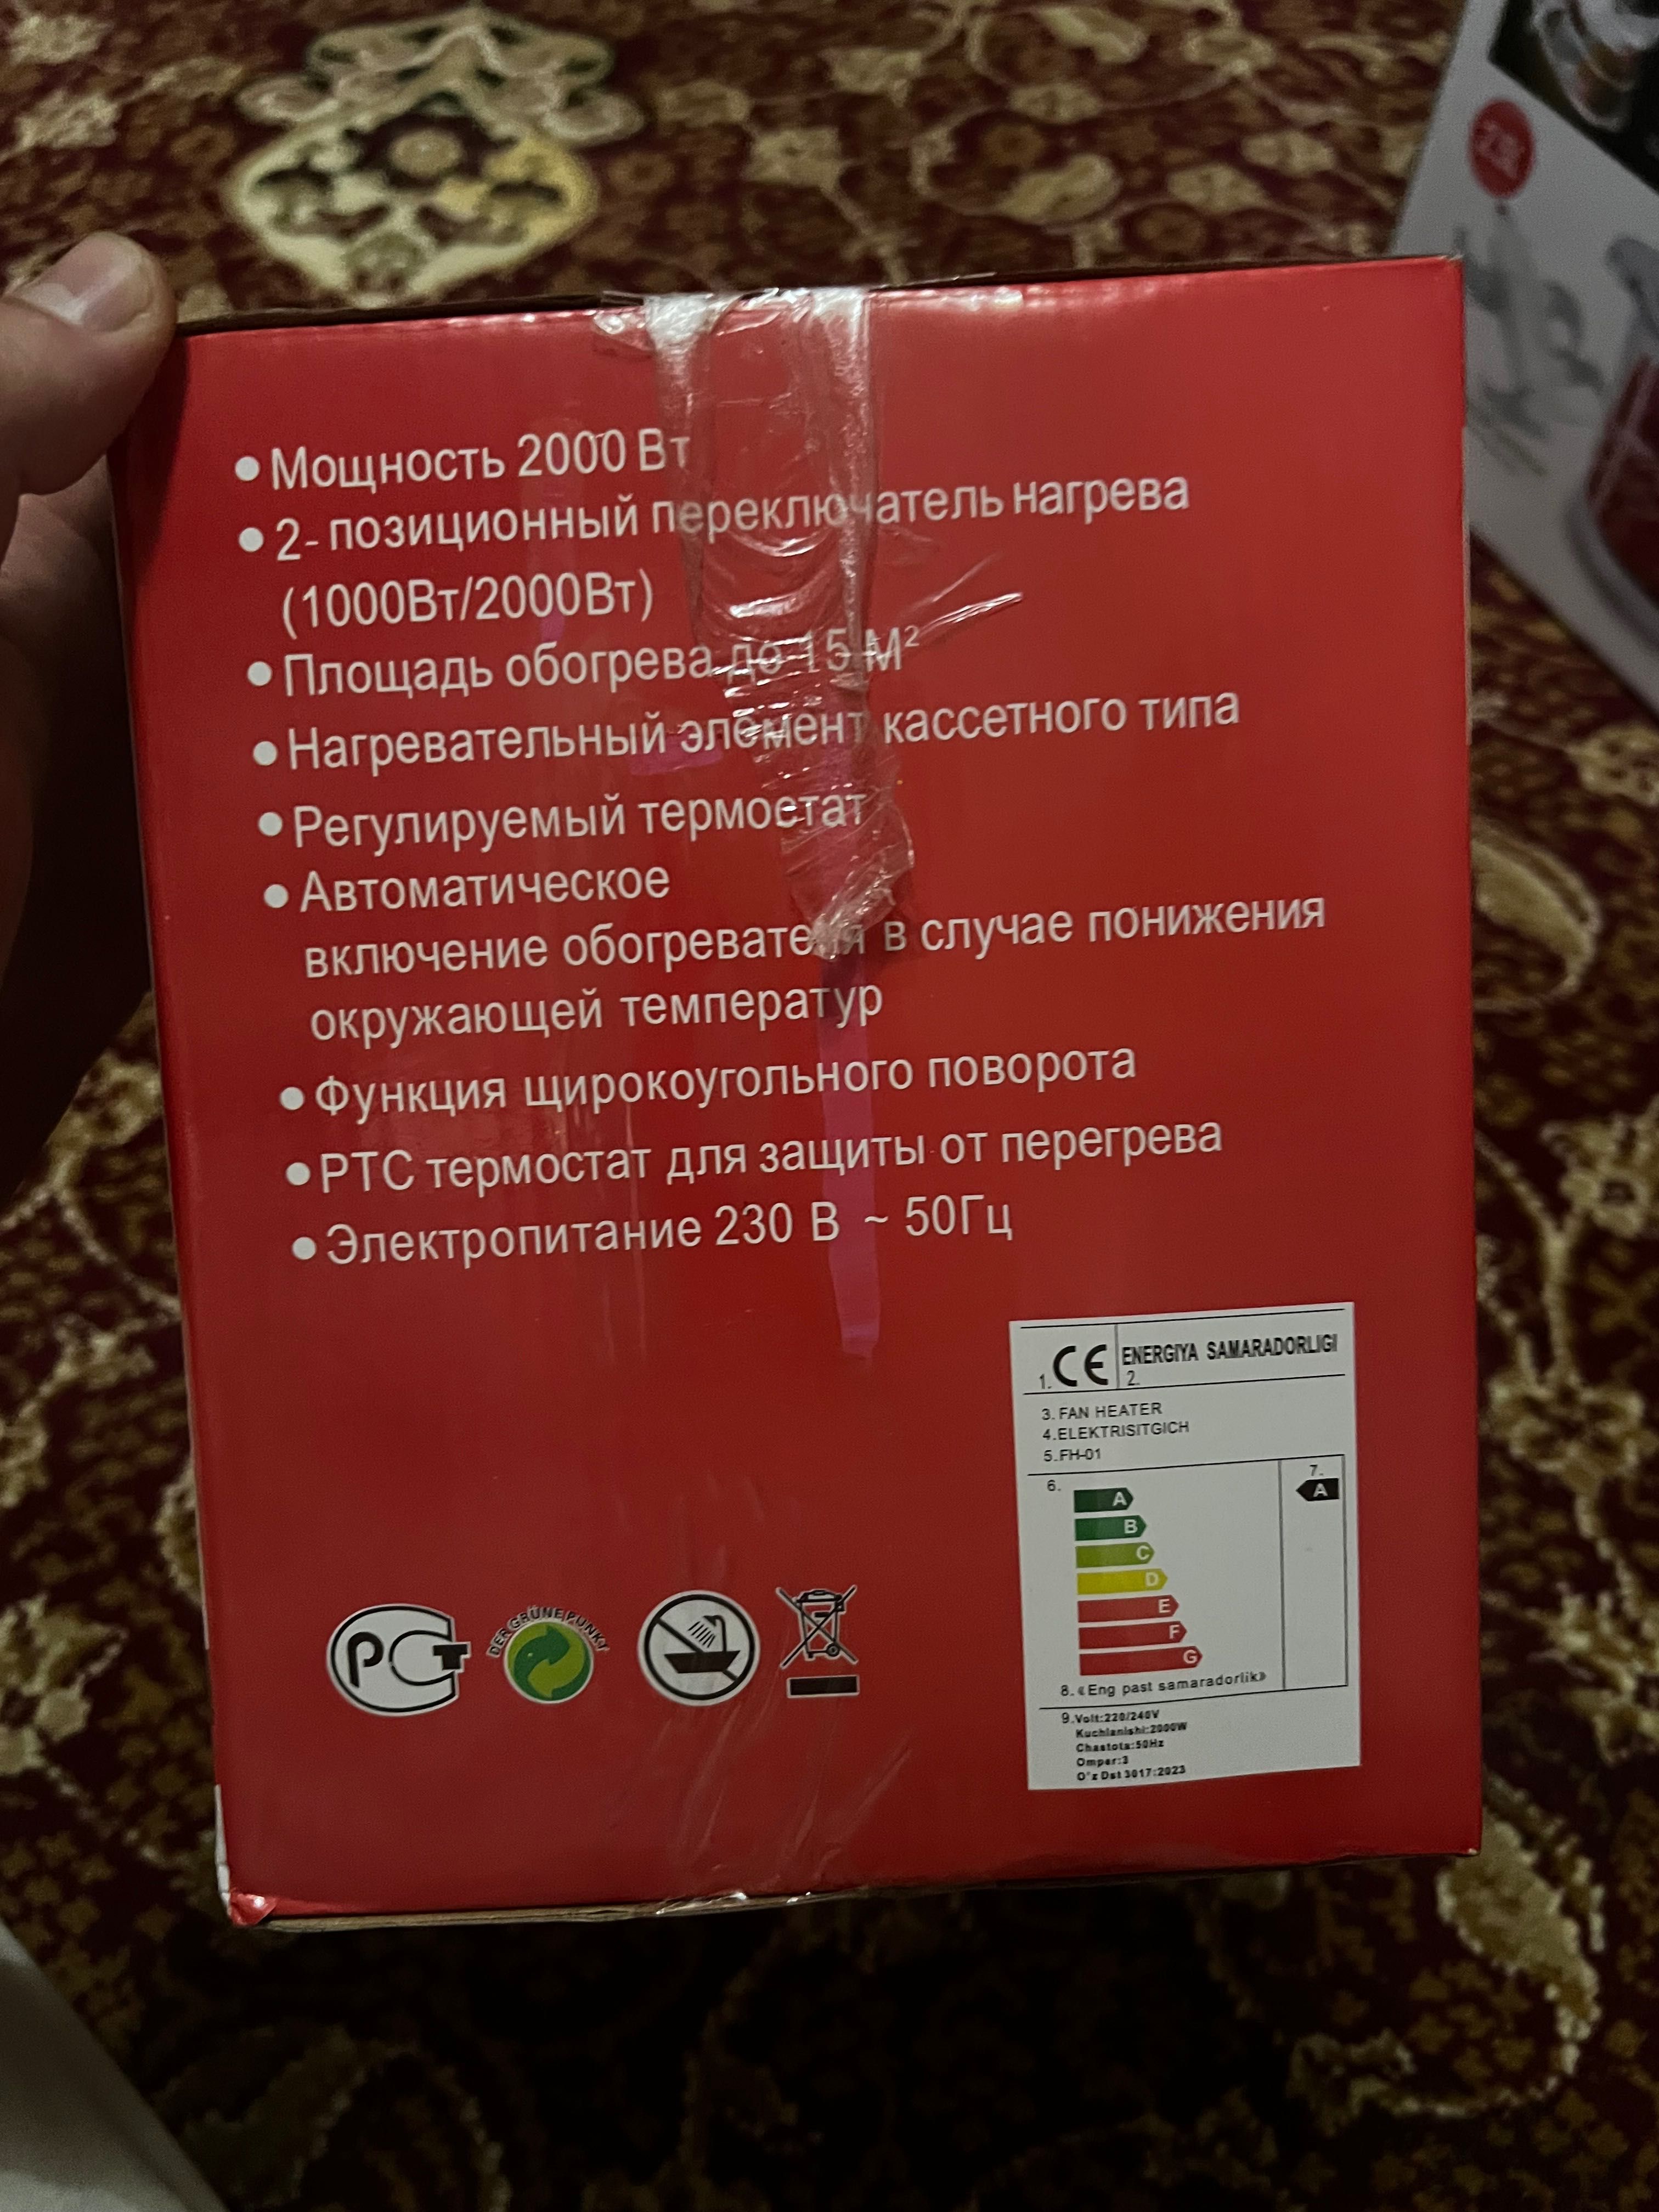 • Мощность 2000 Вт
• 2- позиционный переключатель нагрева
(1000Вт/2000Вт)
• Площадь обогрева до 15 М²
• Нагревательный элемент кассетного типа
• Регулируемый термостат
• Автоматическое
включение обогревателя в случае понижения
окружающей температур
• Функция щирокоугольного поворота
• РТС термостат для защиты от перегрева
• Электропитание 230 В ~ 50Гц
1. CE ENERGIYA SAMARADORLIGI
2.
3. FAN HEATER
4.ELEKTRISITGICH
5.FH-01
6.
7.
A
A
B
C
D
E
F
G
8. «Eng past samaradorlik»
9.Volt:220/240V
Kuchlanishi:2000W
Chastota:50Hz
Omper:3
O'z Dst 3017:2023
РСТ
DER GRÜNE PUNKT